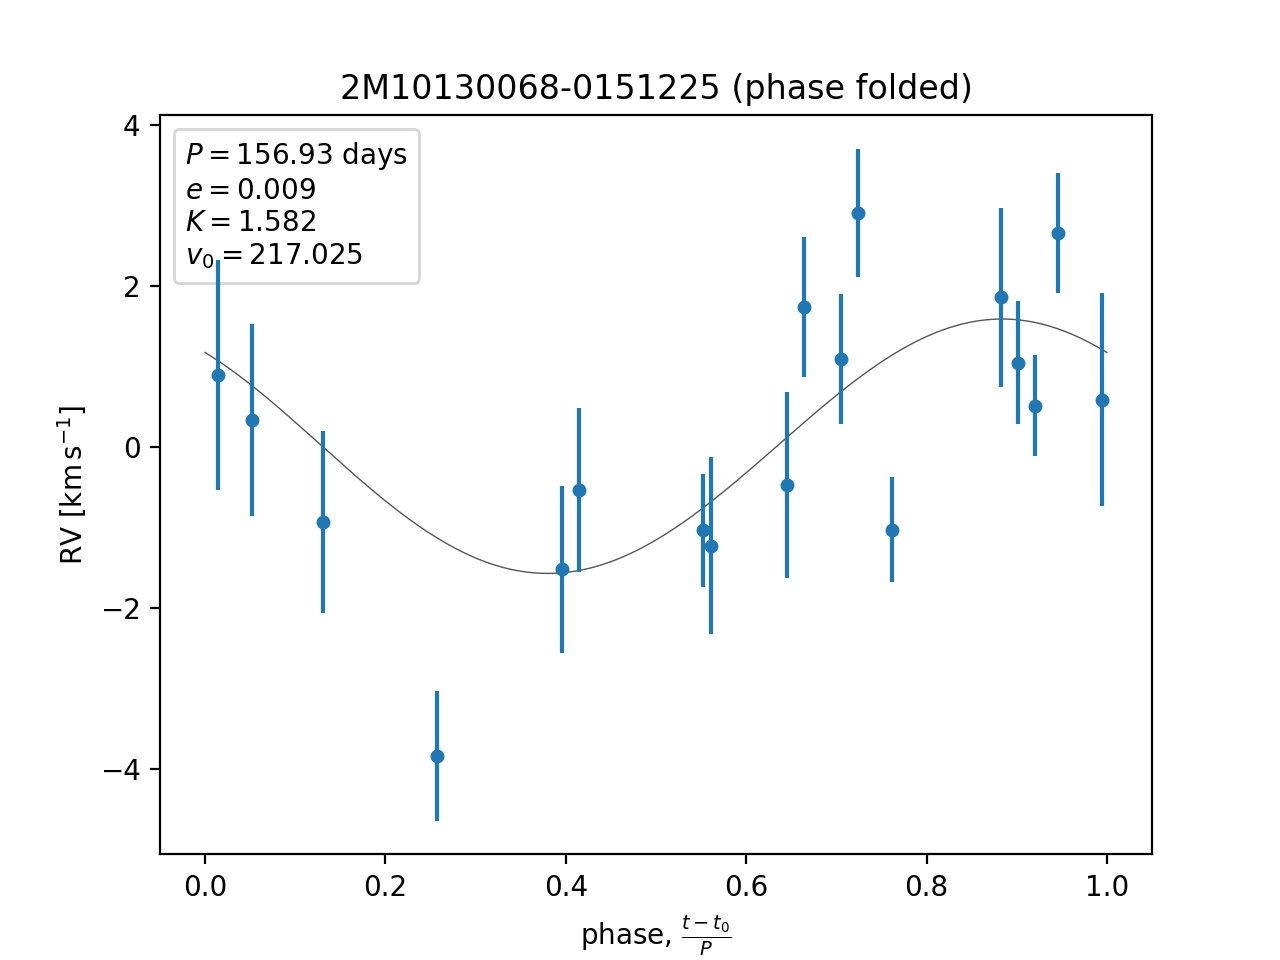 2M10130068-0151225 (phase folded)
P = 156.93 days
e = 0.009
K = 1.582
v₀ = 217.025
4
2
0
−2
−4
RV [km s⁻¹]
0.0 0.2 0.4 0.6 0.8 1.0
phase, (t − t₀)/P